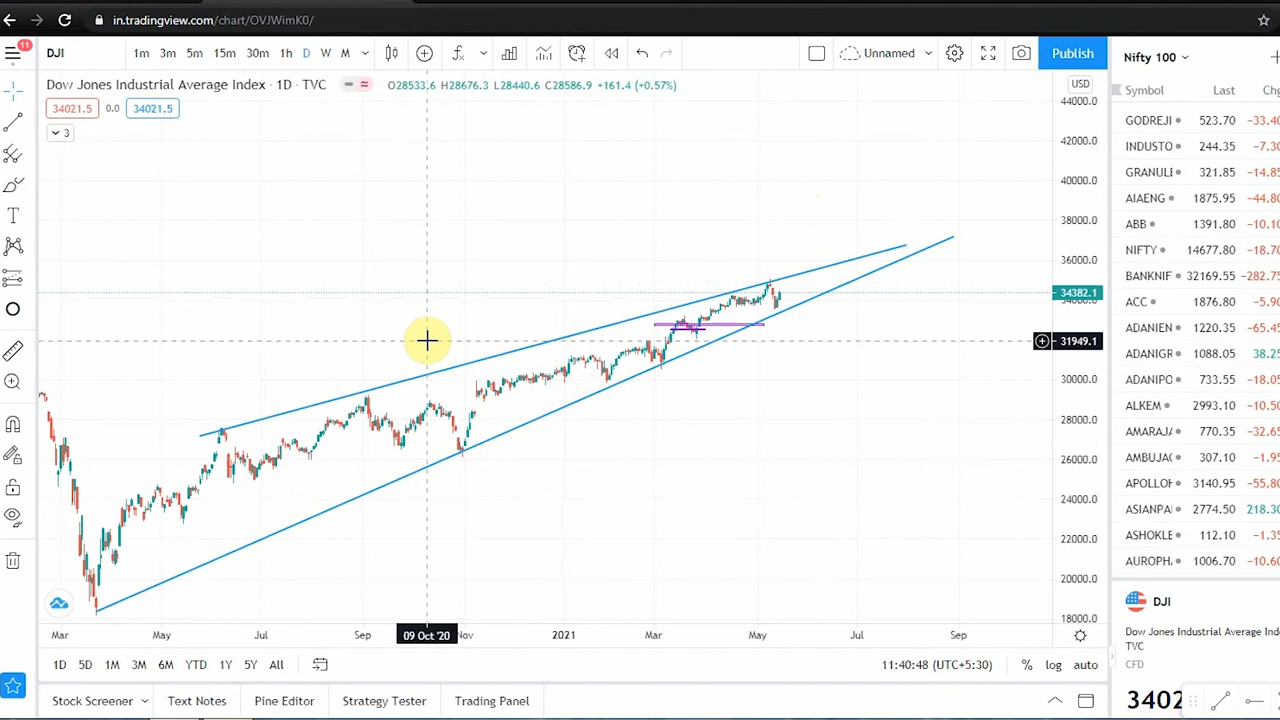 in.tradingview.com/chart/OVJWimK0/
11
DJI 1m 3m 5m 15m 30m 1h D W M Unnamed Publish Nifty 100
Dow Jones Industrial Average Index · 1D · TVC O28533.6 H28676.3 L28440.6 C28586.9 +161.4 (+0.57%) USD
34021.5 0.0 34021.5
3
44000.0
42000.0
40000.0
38000.0
36000.0
34382.1
34000.0
31949.1
30000.0
28000.0
26000.0
24000.0
22000.0
20000.0
18000.0
Mar May Jul Sep 09 Oct '20 Nov 2021 Mar May Jul Sep
1D 5D 1M 3M 6M YTD 1Y 5Y All 11:40:48 (UTC+5:30) % log auto
Stock Screener Text Notes Pine Editor Strategy Tester Trading Panel
Symbol Last Chg
GODREJI 523.70 −33.40
INDUSTO 244.35 −7.30
GRANULE 321.85 −14.85
AIAENG 1875.95 −44.80
ABB 1391.80 −10.10
NIFTY 14677.80 −18.70
BANKNIF 32169.55 −282.75
ACC 1876.80 −5.90
ADANIEN 1220.35 −65.45
ADANIGR 1088.05 38.25
ADANIPO 733.55 −18.05
ALKEM 2993.10 −10.50
AMARAJA 770.35 −32.65
AMBUJAC 307.10 −1.95
APOLLOH 3140.95 −55.80
ASIANPAI 2774.50 218.30
ASHOKLE 112.10 −1.35
AUROPHA 1006.70 −10.60
DJI
Dow Jones Industrial Average Inde
TVC
CFD
3402